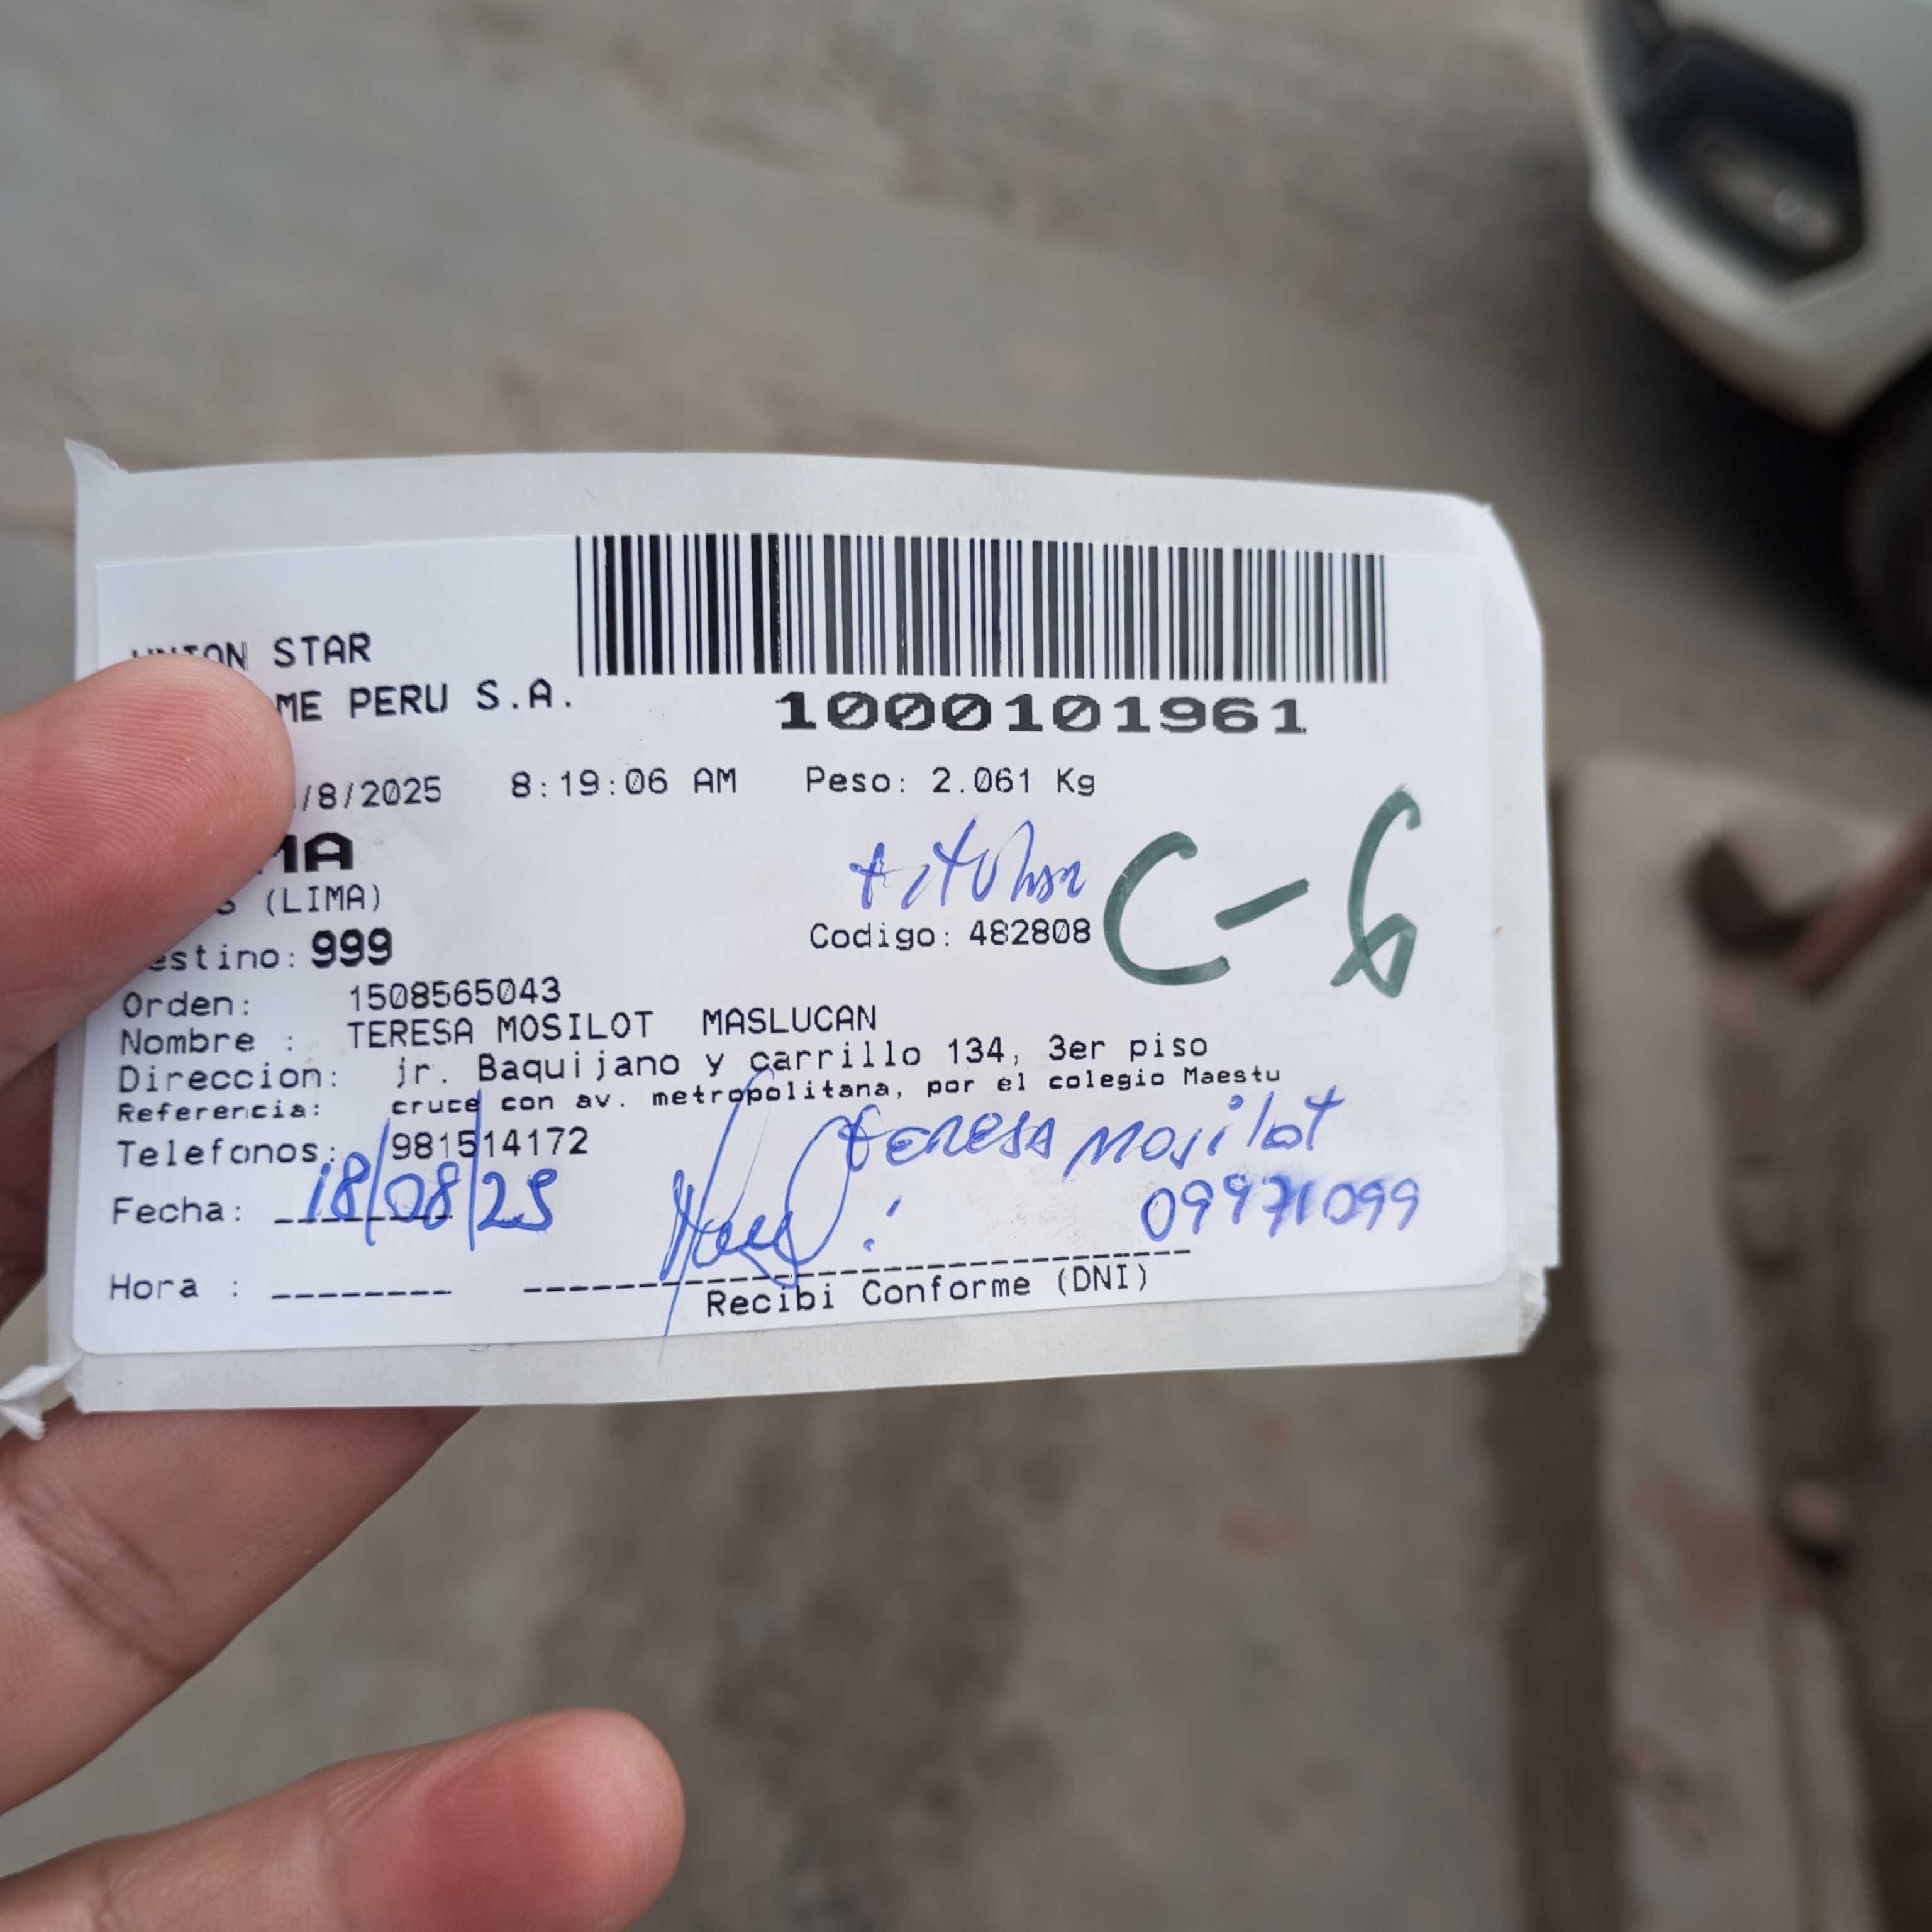 UNION STAR
ME PERU S.A.
1000101961
/8/2025 8:19:06 AM Peso: 2.061 Kg
MA
S (LIMA)
titular
C-6
estino: 999
Codigo: 482808
Orden: 1508565043
Nombre : TERESA MOSILOT MASLUCAN
Direccion: jr. Baquijano y carrillo 134, 3er piso
Referencia: cruce con av. metropolitana, por el colegio Maestu
Telefonos: 981514172
teresa Mosilot
Fecha: 18/08/25
09971099
Hora :
Recibi Conforme (DNI)